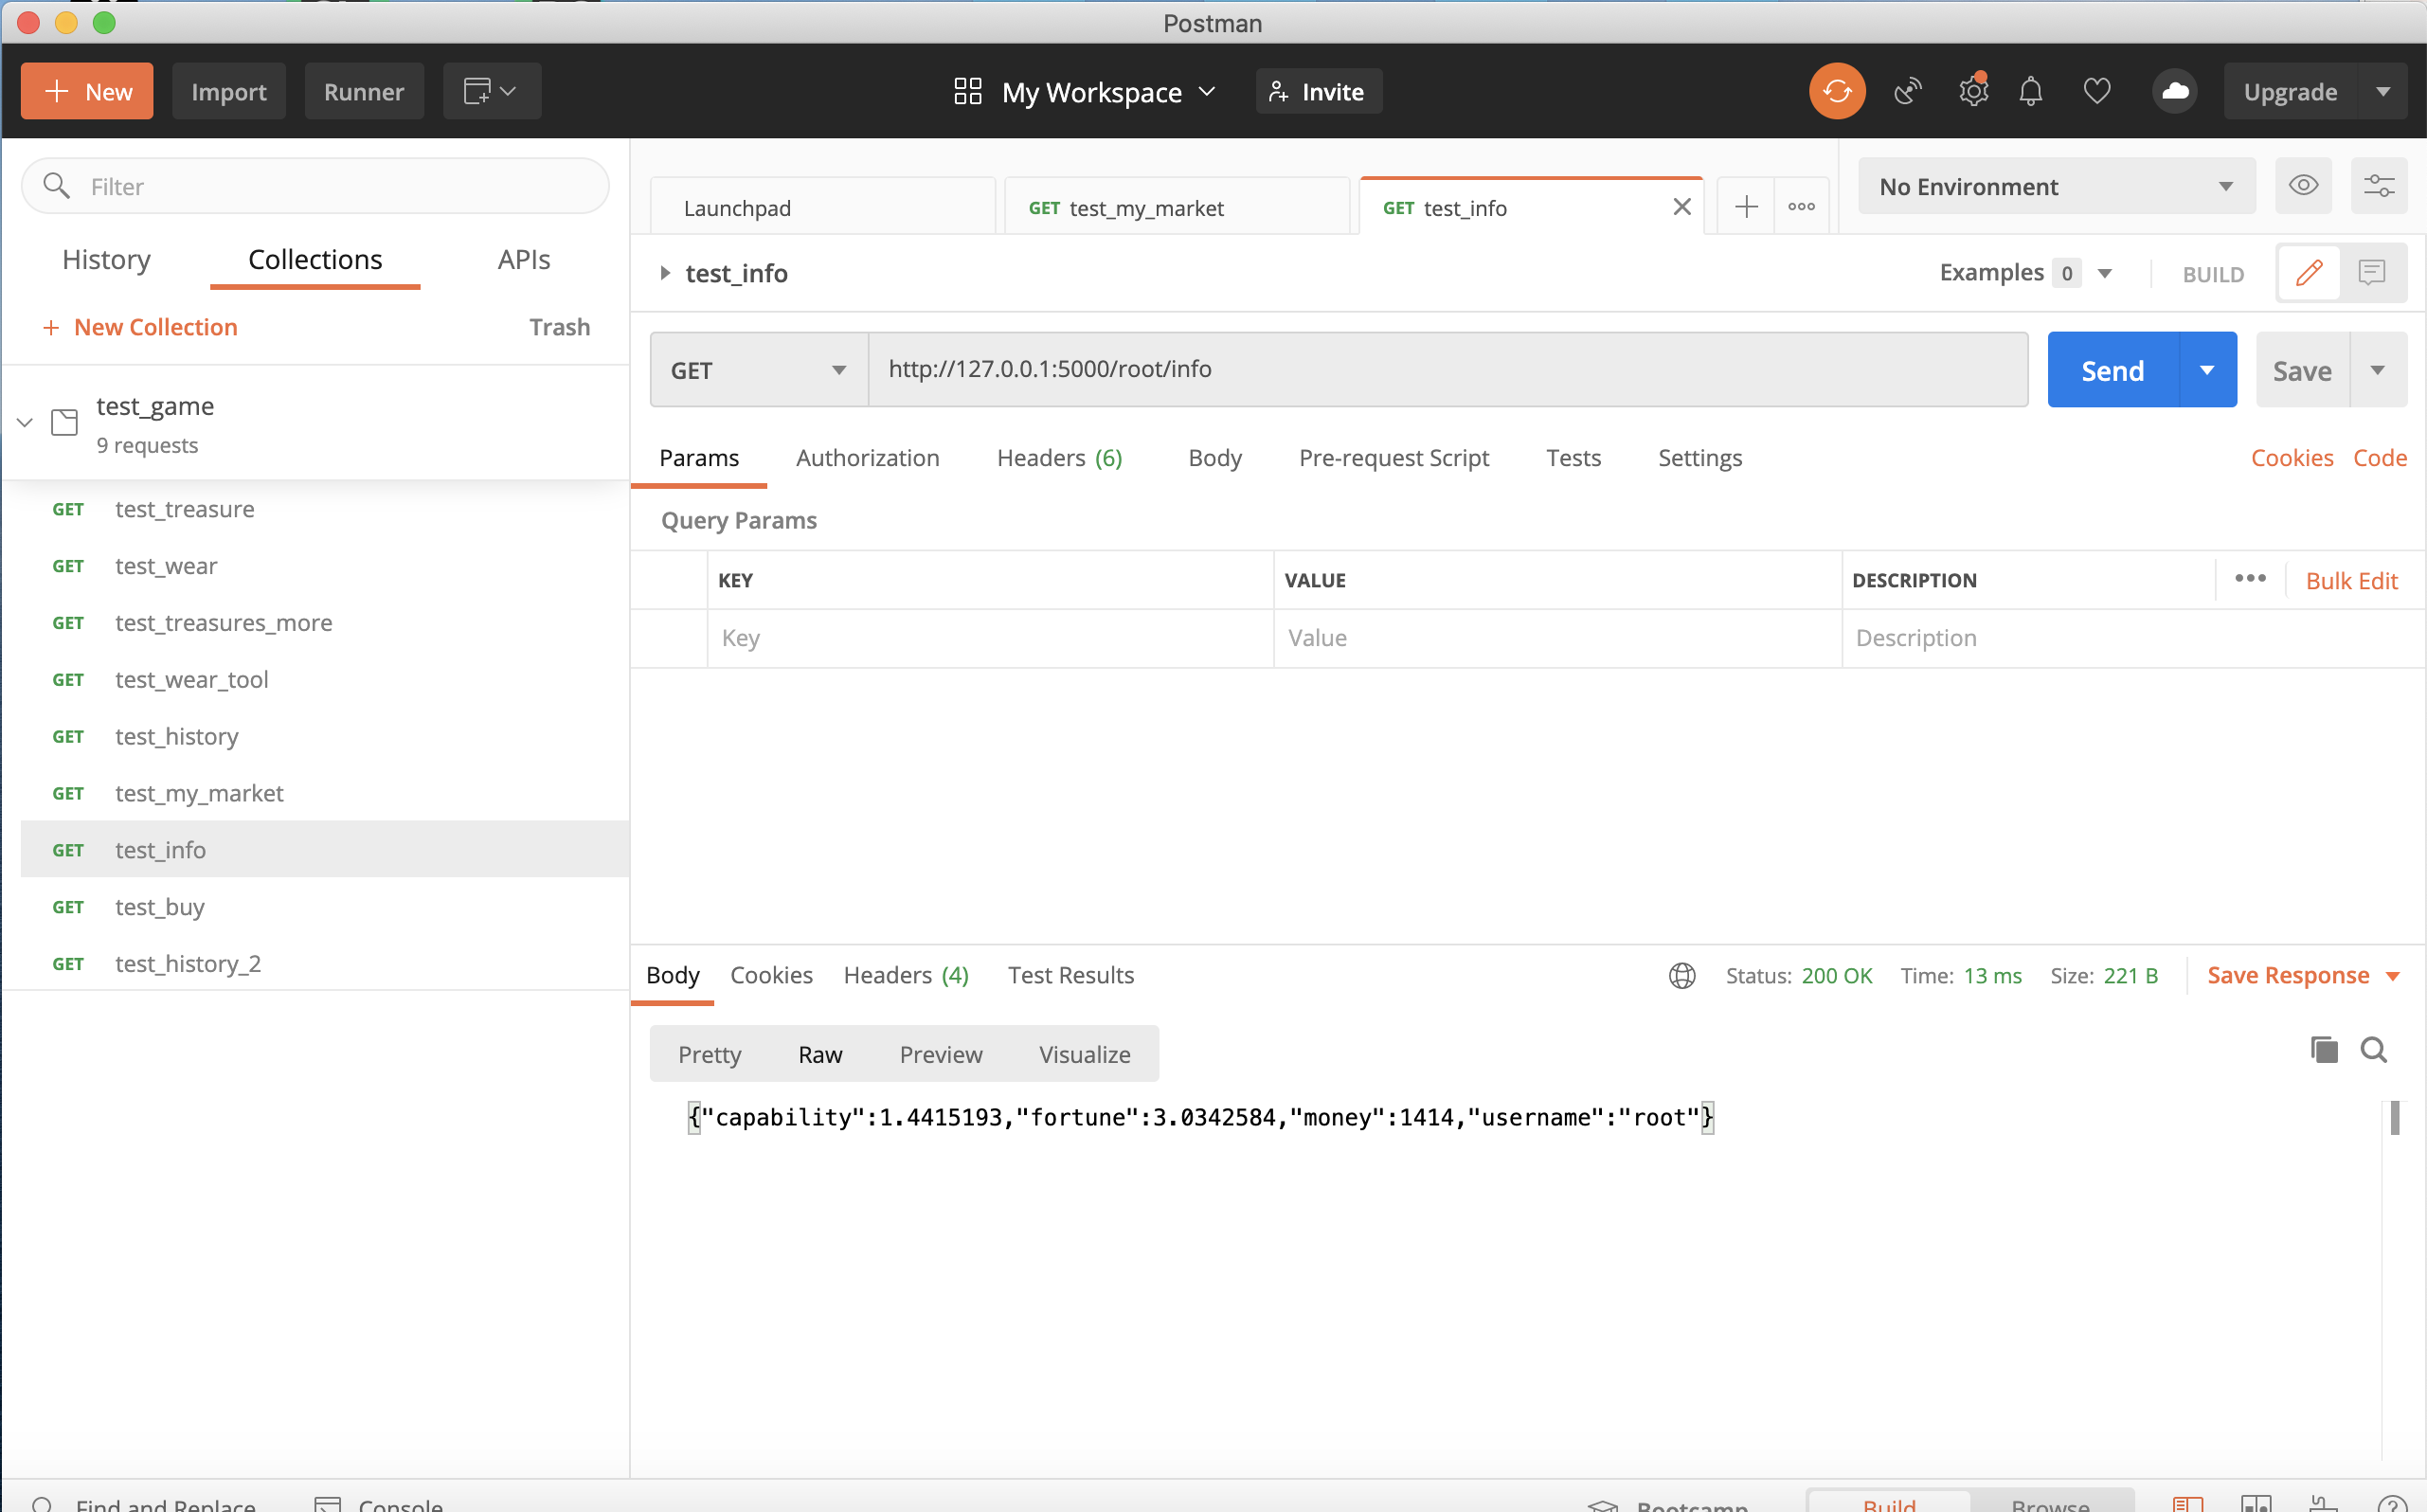 Postman
New Import Runner My Workspace Invite Upgrade
Filter
History Collections APIs
+ New Collection Trash
test_game
9 requests
GET test_treasure
GET test_wear
GET test_treasures_more
GET test_wear_tool
GET test_history
GET test_my_market
GET test_info
GET test_buy
GET test_history_2
Launchpad GET test_my_market GET test_info No Environment
test_info Examples 0 BUILD
GET http://127.0.0.1:5000/root/info Send Save
Params Authorization Headers (6) Body Pre-request Script Tests Settings Cookies Code
Query Params
KEY VALUE DESCRIPTION Bulk Edit
Key Value Description
Body Cookies Headers (4) Test Results Status: 200 OK Time: 13 ms Size: 221 B Save Response
Pretty Raw Preview Visualize
{"capability":1.4415193,"fortune":3.0342584,"money":1414,"username":"root"}
Find and Replace Console Bootcamp Build Browse